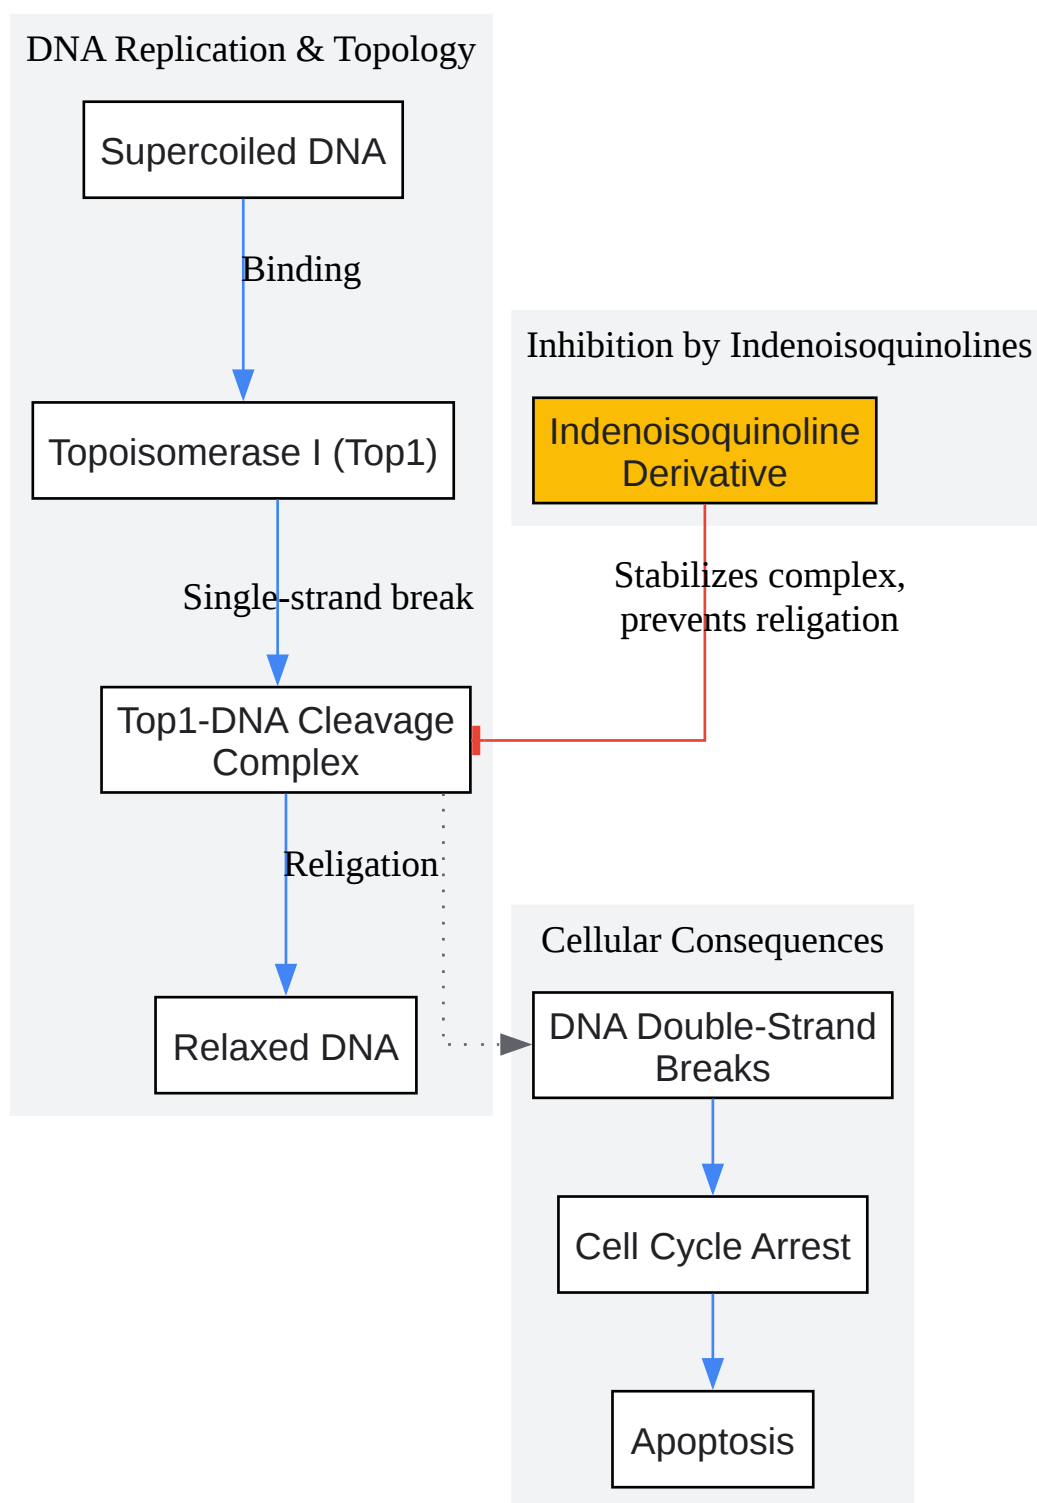 DNA Replication & Topology
Supercoiled DNA
Binding
Topoisomerase I (Top1)
Single-strand break
Top1-DNA Cleavage
Complex
Religation
Relaxed DNA
Inhibition by Indenoisoquinolines
Indenoisoquinoline
Derivative
Stabilizes complex,
prevents religation
Cellular Consequences
DNA Double-Strand
Breaks
Cell Cycle Arrest
Apoptosis